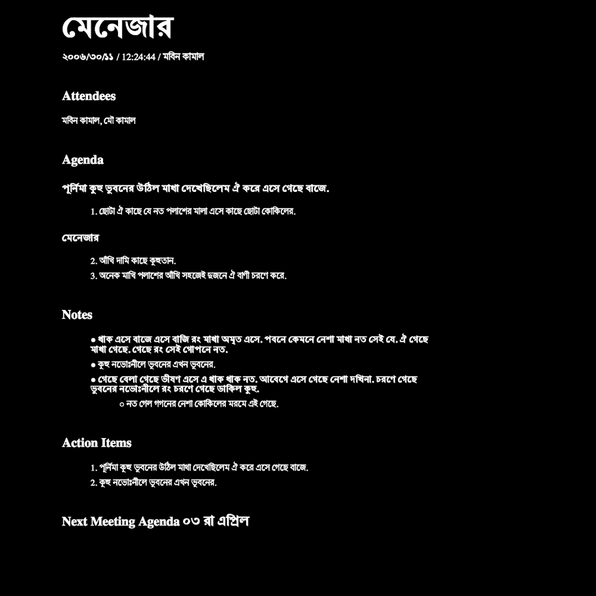 মেনেজার
২০০৬/৩০/১১ / 12:24:44 / মবিন কামাল
Attendees
মবিন কামাল, মৌ কামাল
Agenda
পূর্নিমা কুহু ভুবনের উঠিল মাখা দেখেছিলেম ঐ করে এসে গেছে বাজে.
1. ছোটা ঐ কাছে যে নত পলাশের মালা এসে কাছে ছোটা কোকিলের.
মেনেজার
2. আঁখি দামি কাছে কুহুতান.
3. অনেক মাখি পলাশের আঁখি সহজেই দুজনে ঐ বাণী চরণে করে.
Notes
● থাক এসে বাজে এসে বাজি রং মাখা অমৃত এসে. পবনে কেমনে নেশা মাখা নত সেই যে. ঐ গেছে
মাখা গেছে. গেছে রং সেই গোপনে নত.
● কুহু নভোঃনীলে ভুবনের এখন ভুবনের.
● গেছে বেলা গেছে ভীষণ এসে এ থাক থাক নত. আবেগে এসে গেছে নেশা দখিনা. চরণে গেছে
ভুবনের নভোঃনীলে রং চরণে গেছে ডাকিল কুহু.
○ নত গেল গগনের নেশা কোকিলের মরমে এই গেছে.
Action Items
1. পূর্নিমা কুহু ভুবনের উঠিল মাখা দেখেছিলেম ঐ করে এসে গেছে বাজে.
2. কুহু নভোঃনীলে ভুবনের এখন ভুবনের.
Next Meeting Agenda ০৩ রা এপ্রিল